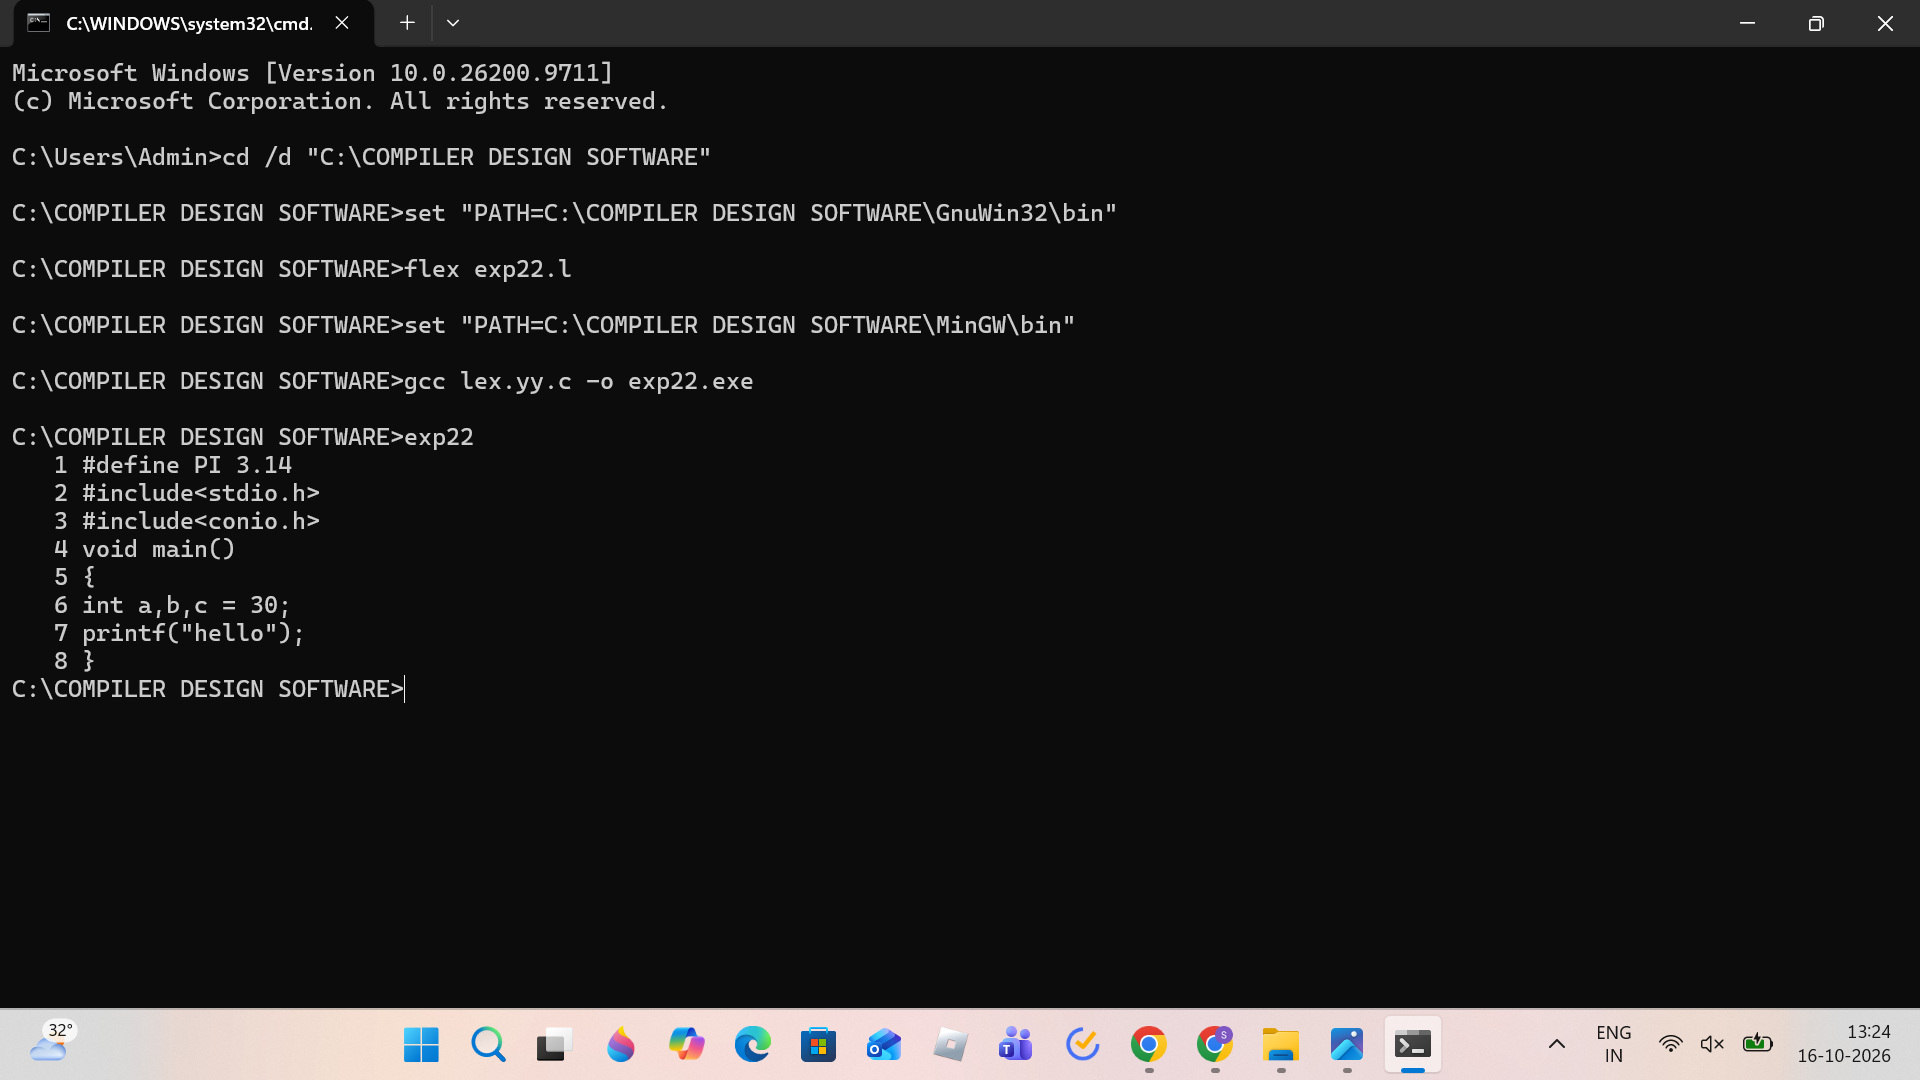 C:\WINDOWS\system32\cmd.
Microsoft Windows [Version 10.0.26200.9711]
(c) Microsoft Corporation. All rights reserved.
C:\Users\Admin>cd /d "C:\COMPILER DESIGN SOFTWARE"
C:\COMPILER DESIGN SOFTWARE>set "PATH=C:\COMPILER DESIGN SOFTWARE\GnuWin32\bin"
C:\COMPILER DESIGN SOFTWARE>flex exp22.l
C:\COMPILER DESIGN SOFTWARE>set "PATH=C:\COMPILER DESIGN SOFTWARE\MinGW\bin"
C:\COMPILER DESIGN SOFTWARE>gcc lex.yy.c -o exp22.exe
C:\COMPILER DESIGN SOFTWARE>exp22
1 #define PI 3.14
2 #include<stdio.h>
3 #include<conio.h>
4 void main()
5 {
6 int a,b,c = 30;
7 printf("hello");
8 }
C:\COMPILER DESIGN SOFTWARE>
32°
ENG
IN
13:24
16-10-2026